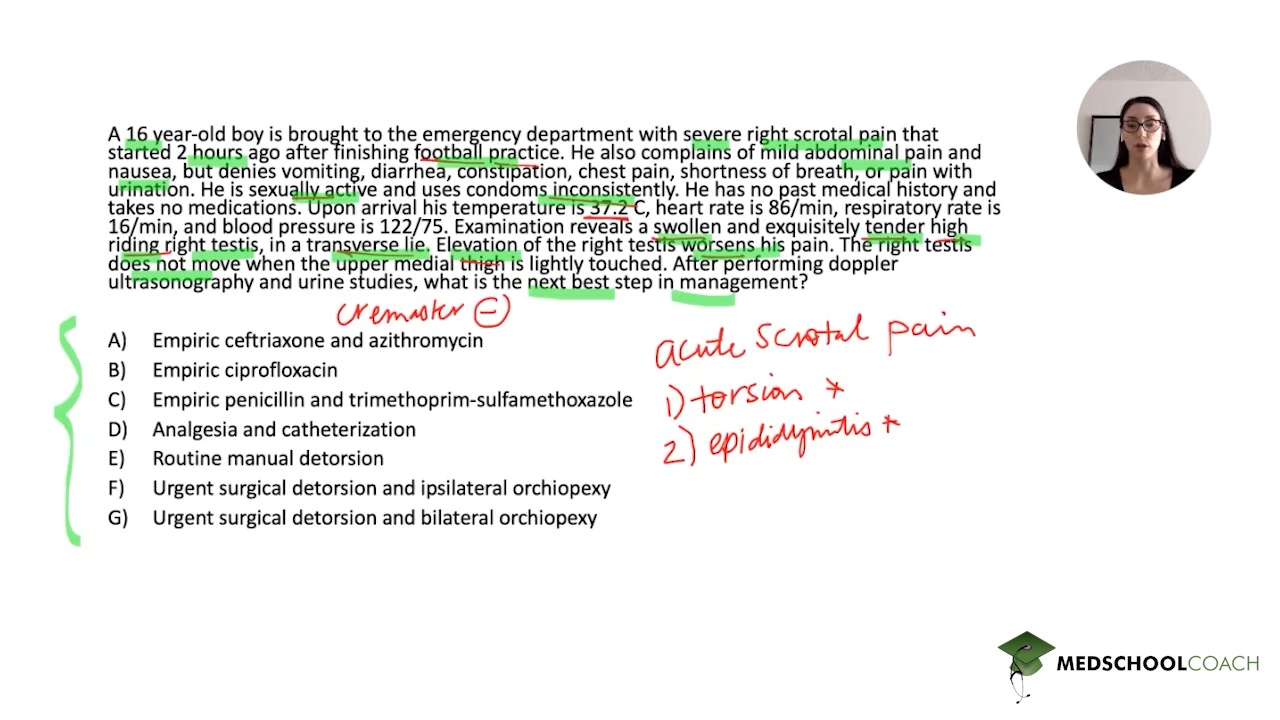 A 16 year-old boy is brought to the emergency department with severe right scrotal pain that
started 2 hours ago after finishing football practice. He also complains of mild abdominal pain and
nausea, but denies vomiting, diarrhea, constipation, chest pain, shortness of breath, or pain with
urination. He is sexually active and uses condoms inconsistently. He has no past medical history and
takes no medications. Upon arrival his temperature is 37.2 C, heart rate is 86/min, respiratory rate is
16/min, and blood pressure is 122/75. Examination reveals a swollen and exquisitely tender high
riding right testis, in a transverse lie. Elevation of the right testis worsens his pain. The right testis
does not move when the upper medial thigh is lightly touched. After performing doppler
ultrasonography and urine studies, what is the next best step in management?
cremaster ⊖
A) Empiric ceftriaxone and azithromycin
B) Empiric ciprofloxacin
C) Empiric penicillin and trimethoprim-sulfamethoxazole
D) Analgesia and catheterization
E) Routine manual detorsion
F) Urgent surgical detorsion and ipsilateral orchiopexy
G) Urgent surgical detorsion and bilateral orchiopexy
acute scrotal pain
1) torsion *
2) epididymitis *
MEDSCHOOLCOACH